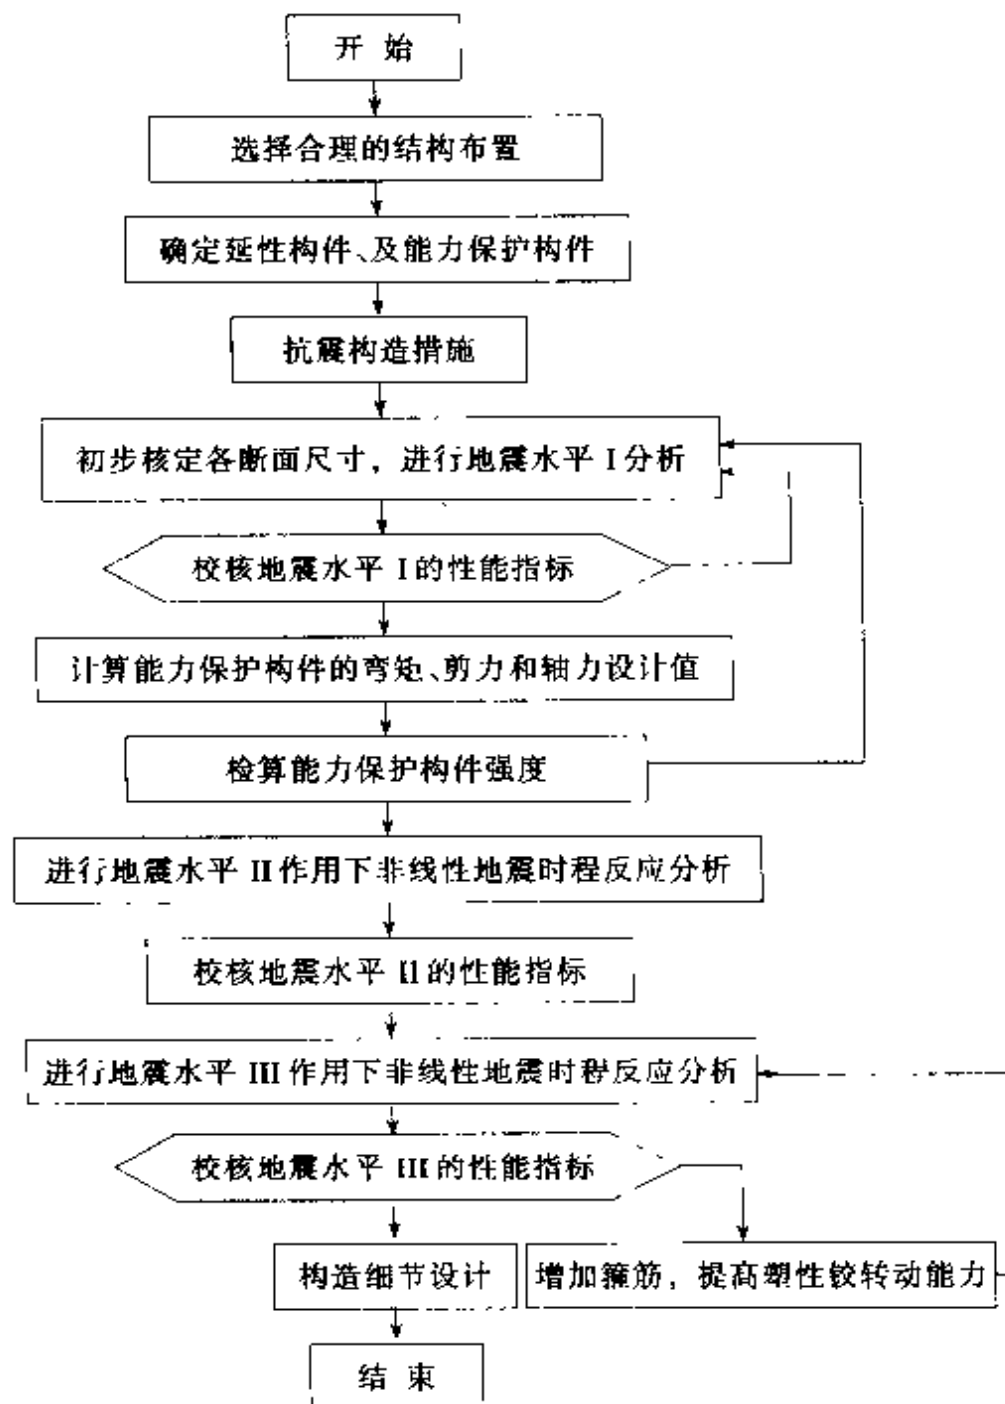 开 始
选择合理的结构布置
确定延性构件、及能力保护构件
抗震构造措施
初步核定各断面尺寸，进行地震水平 I 分析
校核地震水平 I 的性能指标
计算能力保护构件的弯矩、剪力和轴力设计值
检算能力保护构件强度
进行地震水平 II 作用下非线性地震时程反应分析
校核地震水平 II 的性能指标
进行地震水平 III 作用下非线性地震时程反应分析
校核地震水平 III 的性能指标
构造细节设计
增加箍筋，提高塑性铰转动能力
结 束